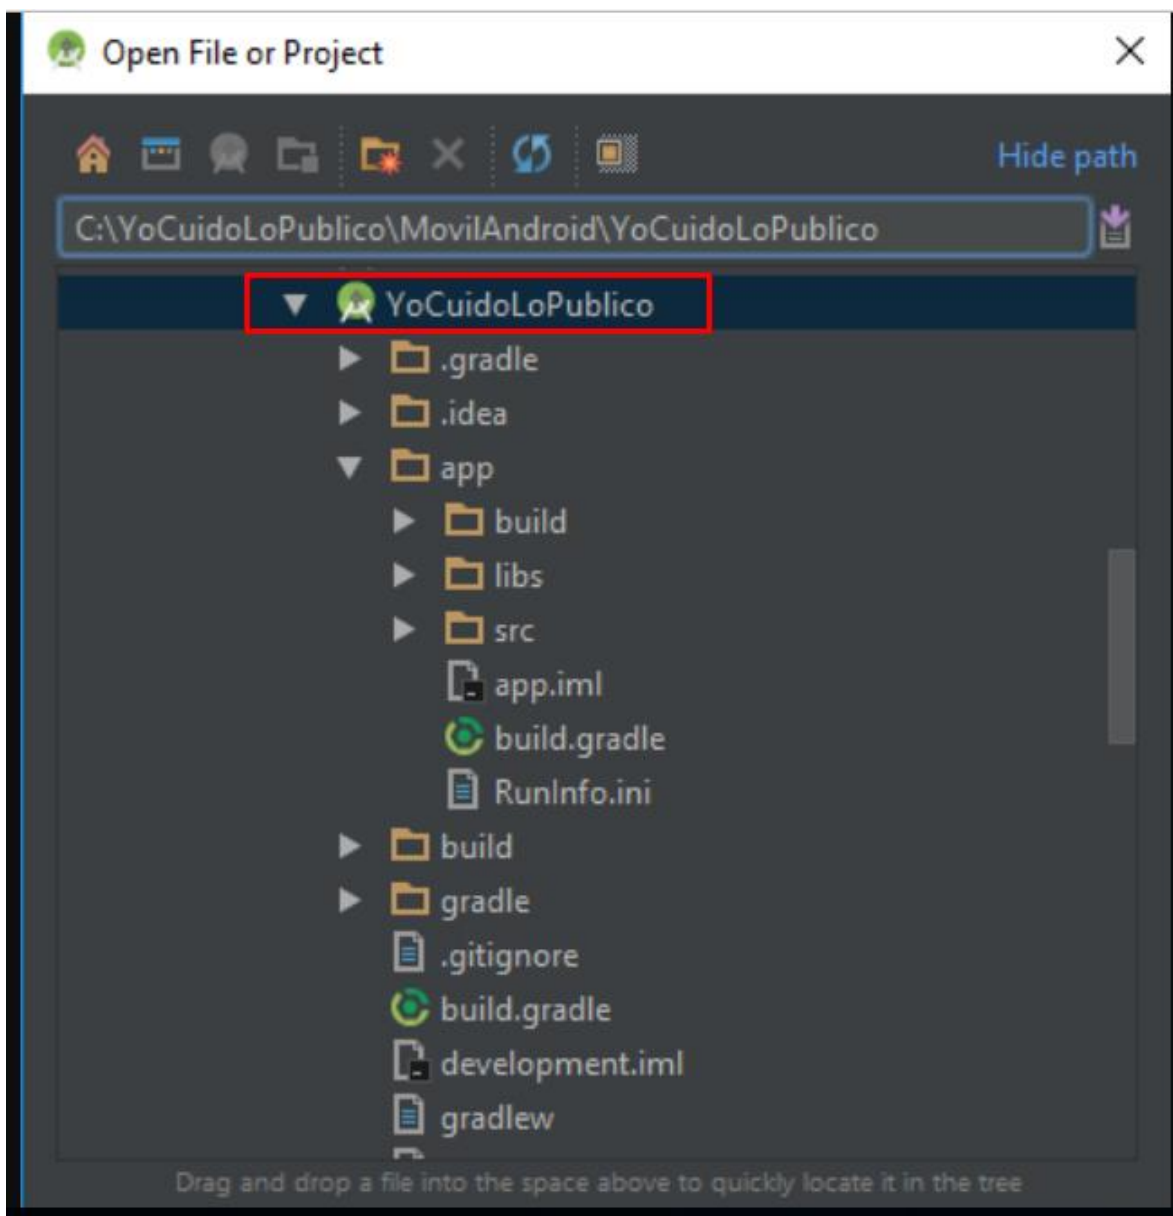 Open File or Project
Hide path
C:\YoCuidoLoPublico\MovilAndroid\YoCuidoLoPublico
YoCuidoLoPublico
.gradle
.idea
app
build
libs
src
app.iml
build.gradle
RunInfo.ini
build
gradle
.gitignore
build.gradle
development.iml
gradlew
Drag and drop a file into the space above to quickly locate it in the tree